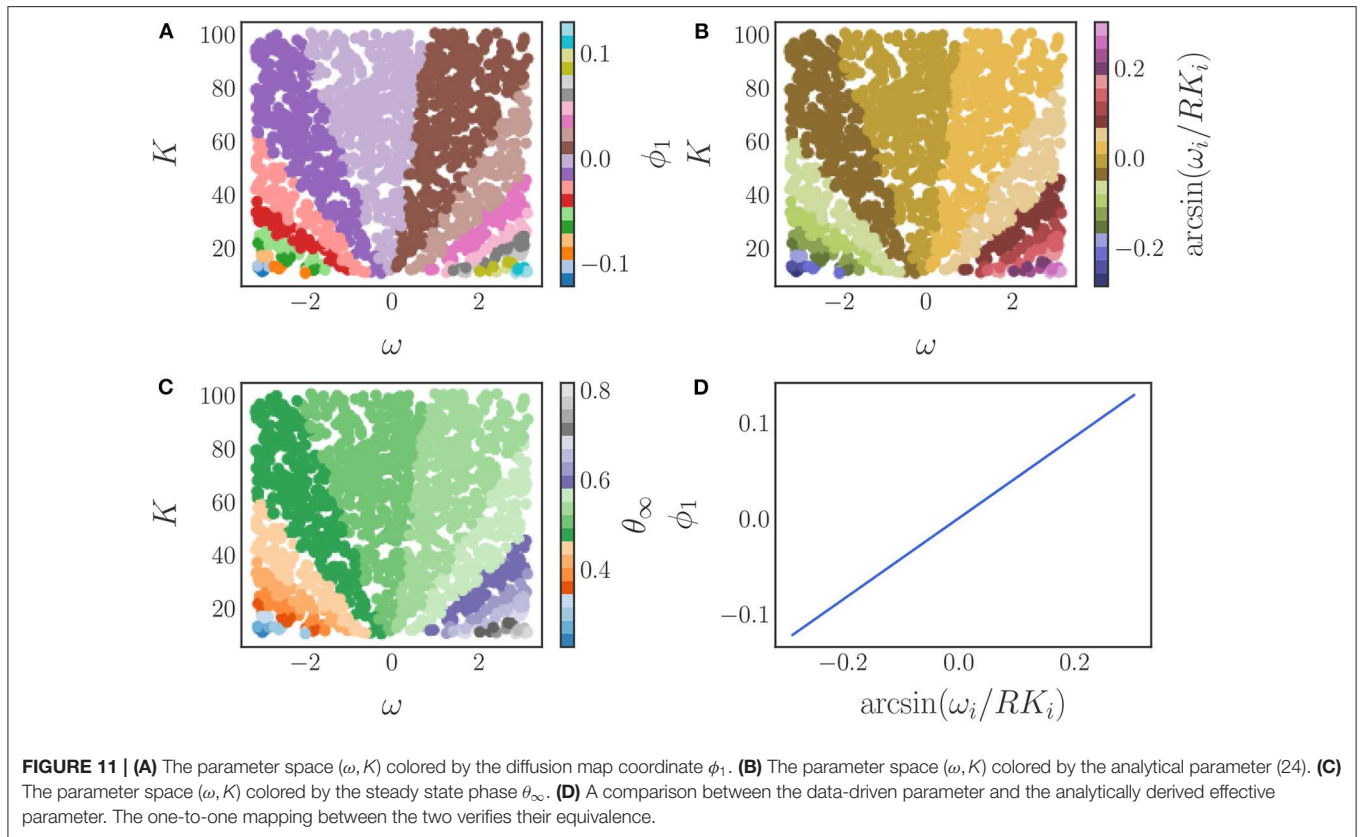 A
100
80
60
40
20
K
−2
0
2
ω
0.1
0.0
−0.1
ϕ₁
B
100
80
60
40
20
K
−2
0
2
ω
0.2
0.0
−0.2
arcsin(ωᵢ/RKᵢ)
C
100
80
60
40
20
K
−2
0
2
ω
0.8
0.6
0.4
θ∞
D
0.1
0.0
−0.1
ϕ₁
−0.2
0.0
0.2
arcsin(ωᵢ/RKᵢ)
FIGURE 11 | (A) The parameter space (ω, K) colored by the diffusion map coordinate ϕ₁. (B) The parameter space (ω, K) colored by the analytical parameter (24). (C)
The parameter space (ω, K) colored by the steady state phase θ∞. (D) A comparison between the data-driven parameter and the analytically derived effective
parameter. The one-to-one mapping between the two verifies their equivalence.